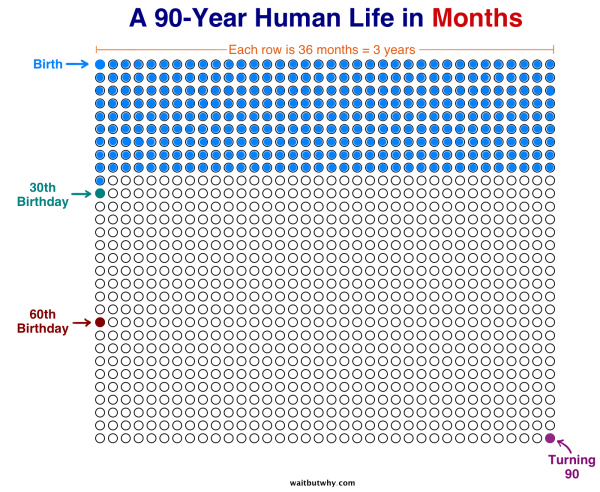 A 90-Year Human Life in Months
Each row is 36 months = 3 years
Birth
30th
Birthday
60th
Birthday
Turning
90
waitbutwhy.com